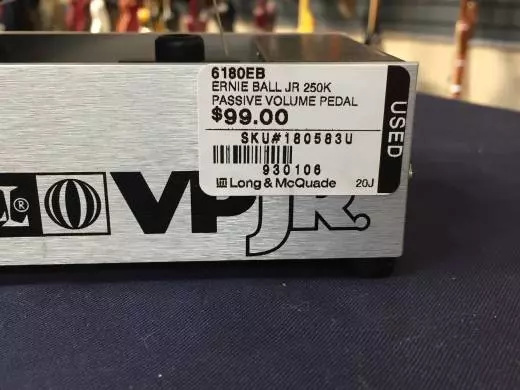 6180EB
ERNIE BALL JR 250K
PASSIVE VOLUME PEDAL
$99.00
SKU#180583U
930106
Long & McQuade 20J
USED
L® VPJR.